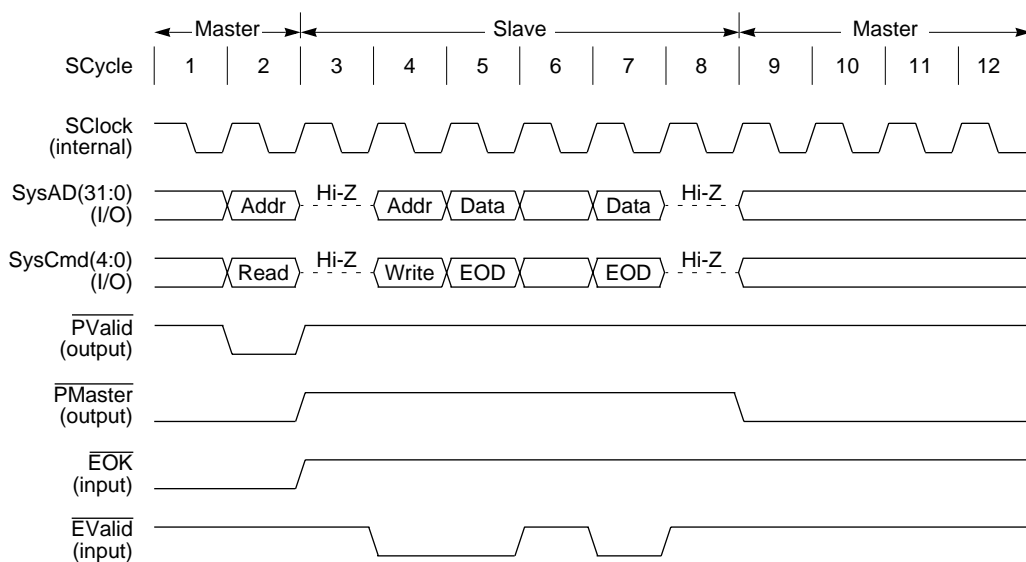 Master Slave Master
SCycle 1 2 3 4 5 6 7 8 9 10 11 12
SClock
(internal)
SysAD(31:0)
(I/O)
Addr Hi-Z Addr Data Data Hi-Z
SysCmd(4:0)
(I/O)
Read Hi-Z Write EOD EOD Hi-Z
PValid
(output)
PMaster
(output)
EOK
(input)
EValid
(input)